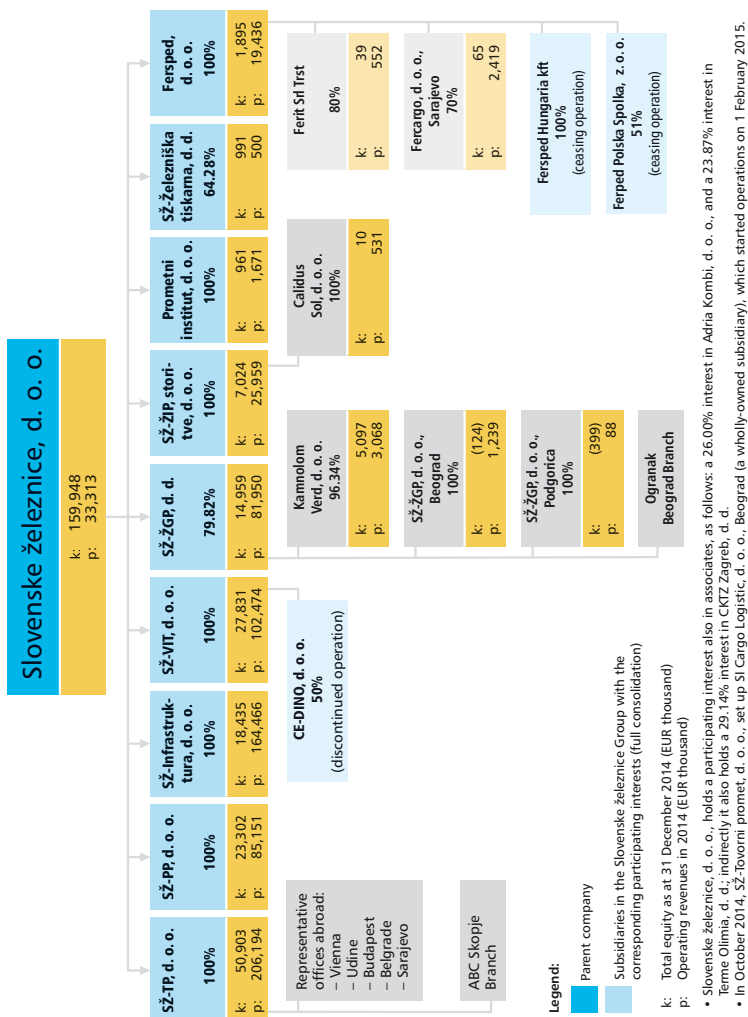 Slovenske železnice, d. o. o.
k: 159,948
p: 33,313
SŽ-TP, d. o. o.
100%
k: 50,903
p: 206,194
SŽ-PP, d. o. o.
100%
k: 23,302
p: 85,151
SŽ-Infrastruk-
tura, d. o. o.
100%
k: 18,435
p: 164,466
SŽ-VIT, d. o. o.
100%
k: 27,831
p: 102,474
SŽ-ŽGP, d. d.
79.82%
k: 14,959
p: 81,950
SŽ-ŽIP, stori-
tve, d. o. o.
100%
k: 7,024
p: 25,959
Prometni
institut, d. o. o.
100%
k: 961
p: 1,671
SŽ-Železniška
tiskarna, d. d.
64.28%
k: 991
p: 500
Fersped,
d. o. o.
100%
k: 1,895
p: 19,436
Representative
offices abroad:
– Vienna
– Udine
– Budapest
– Belgrade
– Sarajevo
ABC Skopje
Branch
CE-DINO, d. o. o.
50%
(discontinued operation)
Kamnolom
Verd, d. o. o.
96.34%
k: 5,097
p: 3,068
SŽ-ŽGP, d. o. o.,
Beograd
100%
k: (124)
p: 1,239
SŽ-ŽGP, d. o. o.,
Podgorica
100%
k: (399)
p: 88
Ogranak
Beograd Branch
Calidus
Sol, d. o. o.
100%
k: 10
p: 531
Ferit Srl Trst
80%
k: 39
p: 552
Fercargo, d. o. o.,
Sarajevo
70%
k: 65
p: 2,419
Fersped Hungaria kft
100%
(ceasing operation)
Ferped Polska Spolka, z. o. o.
51%
(ceasing operation)
Legend:
Parent company
Subsidiaries in the Slovenske železnice Group with the
corresponding participating interests (full consolidation)
k: Total equity as at 31 December 2014 (EUR thousand)
p: Operating revenues in 2014 (EUR thousand)
• Slovenske železnice, d. o. o., holds a participating interest also in associates, as follows: a 26.00% interest in Adria Kombi, d. o. o., and a 23.87% interest in
Terme Olimia, d. d.; indirectly it also holds a 29.14% interest in CKTZ Zagreb, d. d.
• In October 2014, SŽ-Tovorni promet, d. o. o., set up SI Cargo Logistic, d. o. o., Beograd (a wholly-owned subsidiary), which started operations on 1 February 2015.